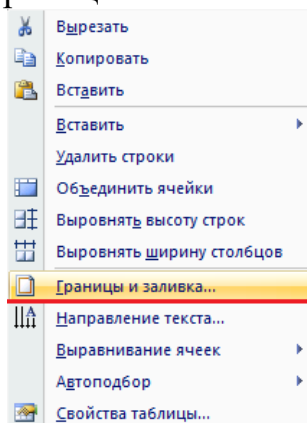 Вырезать
Копировать
Вставить
Вставить
Удалить строки
Объединить ячейки
Выровнять высоту строк
Выровнять ширину столбцов
Границы и заливка...
Направление текста...
Выравнивание ячеек
Автоподбор
Свойства таблицы...